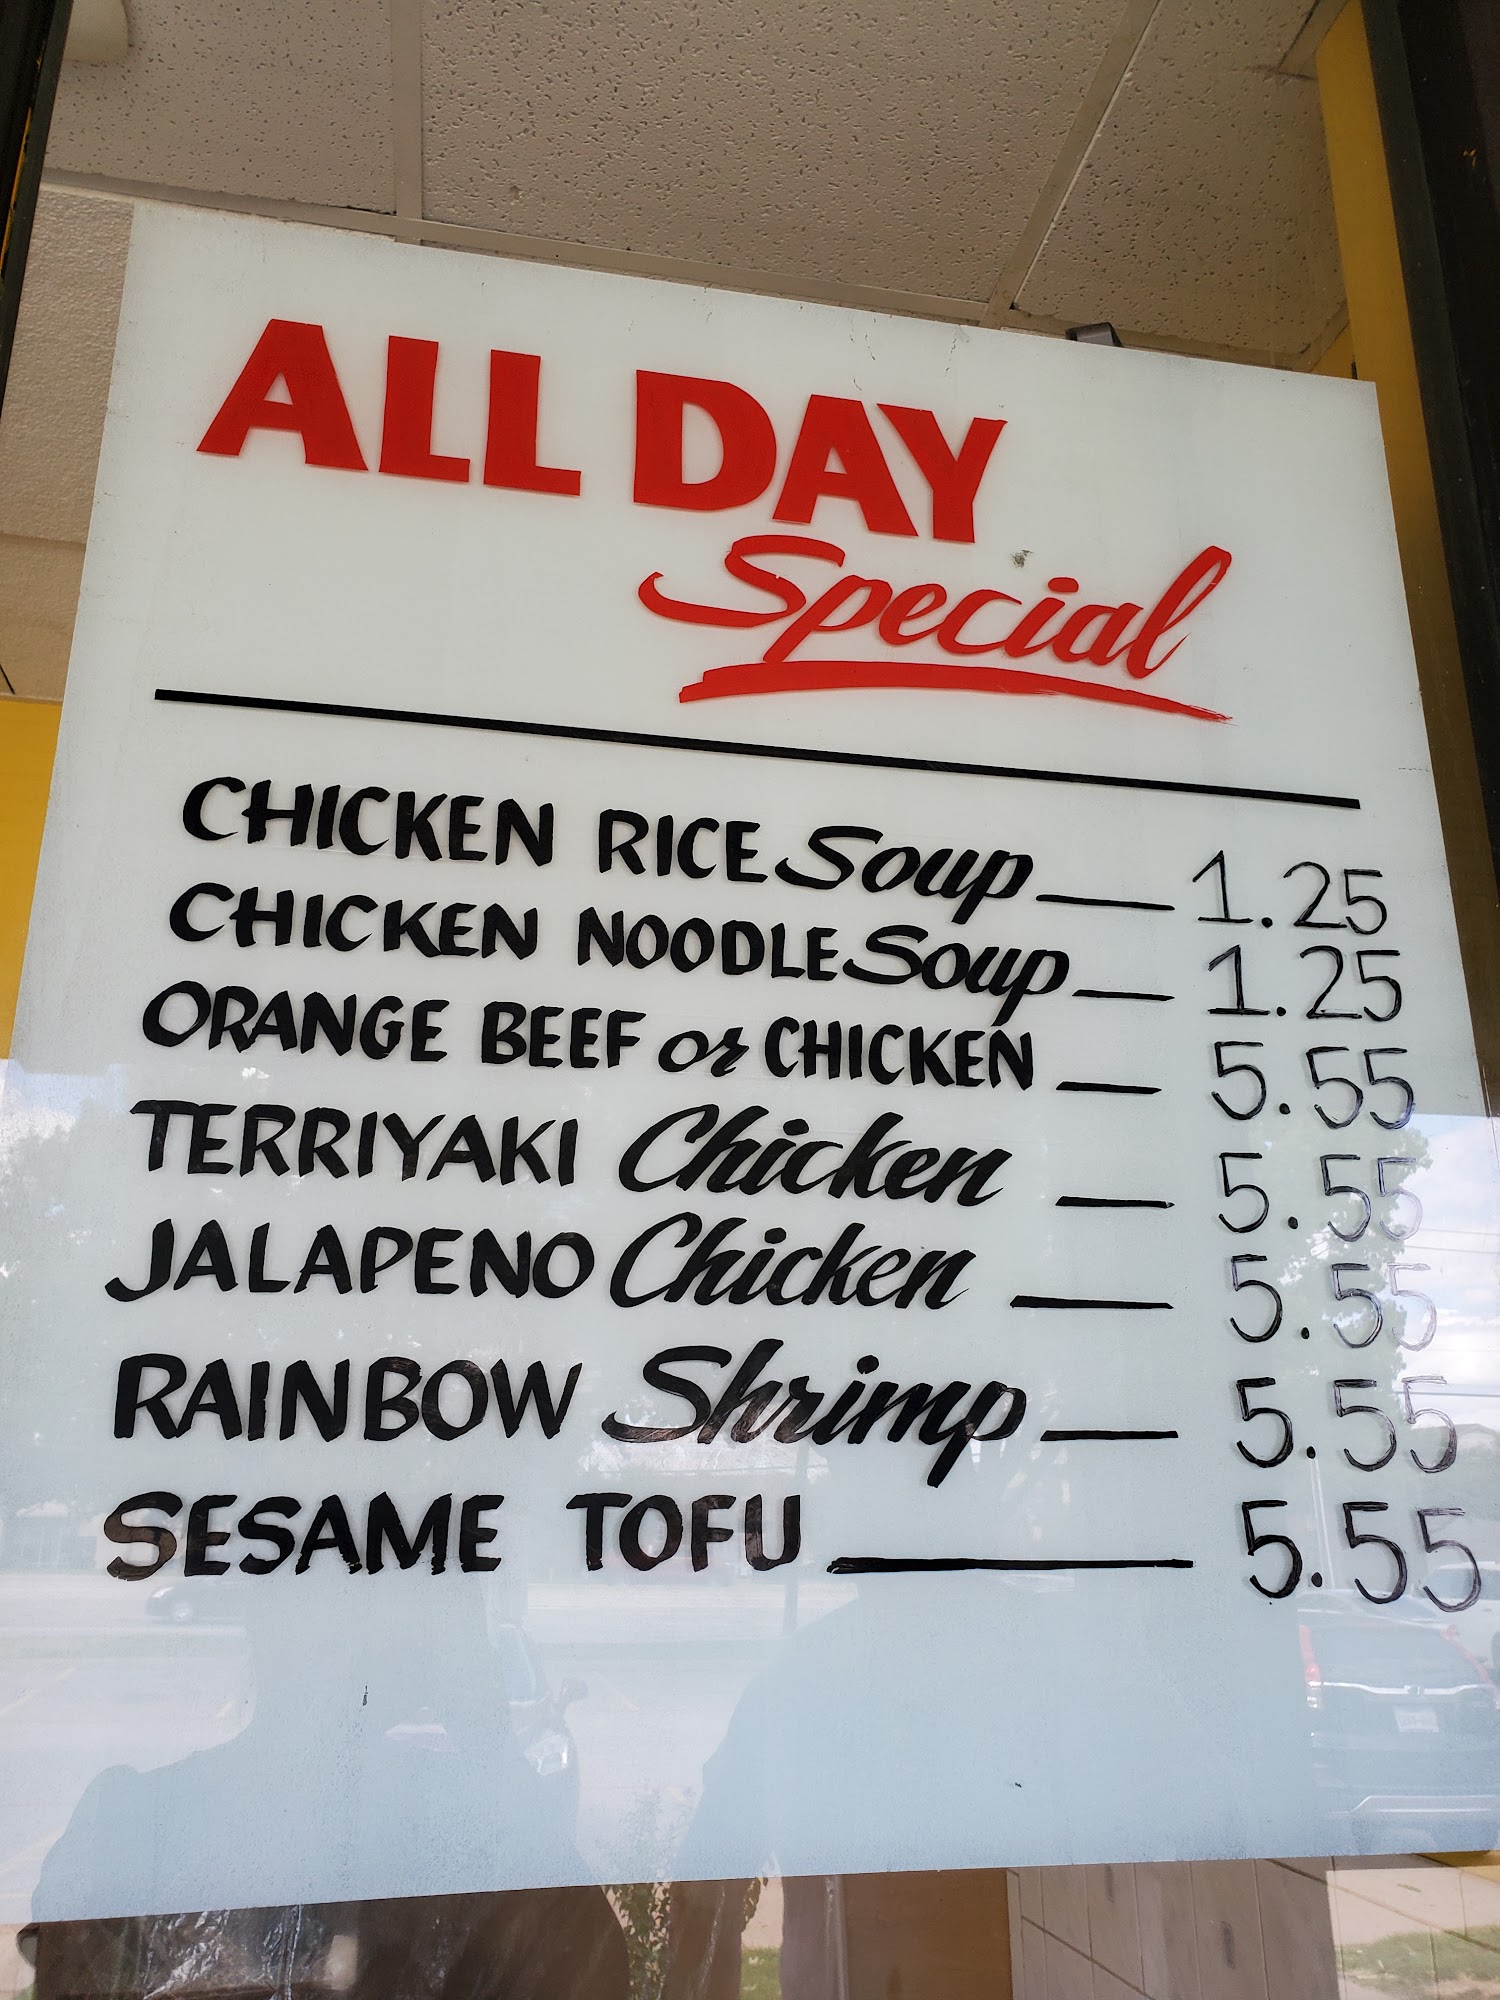 ALL DAY
Special
CHICKEN RICE Soup — 1.25
CHICKEN NOODLE Soup — 1.25
ORANGE BEEF or CHICKEN — 5.55
TERRIYAKI Chicken — 5.55
JALAPENO Chicken — 5.55
RAINBOW Shrimp — 5.55
SESAME TOFU — 5.55